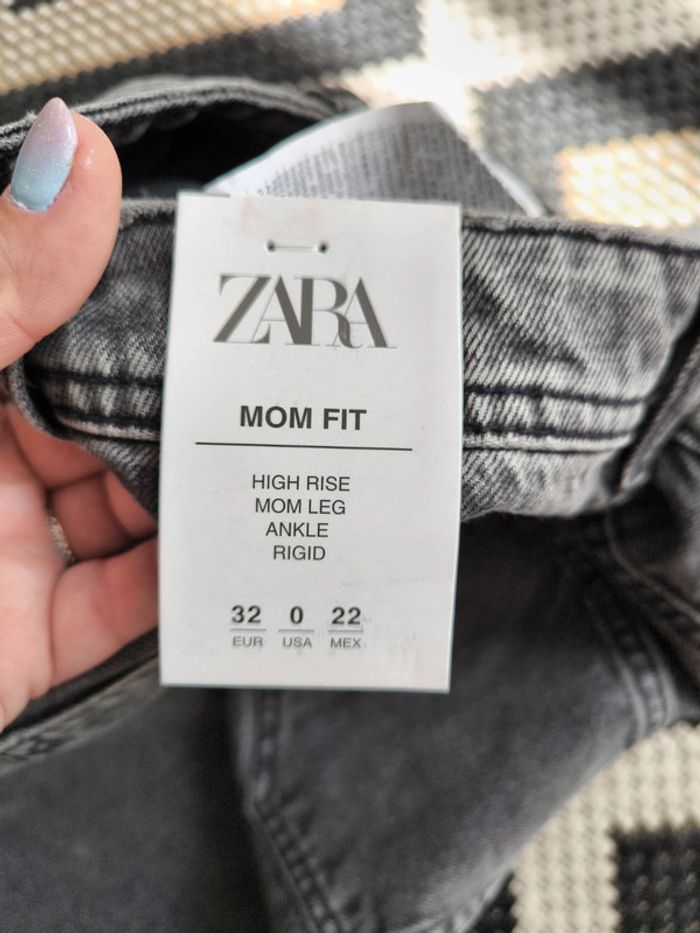 ZARA
MOM FIT
HIGH RISE
MOM LEG
ANKLE
RIGID
32 0 22
EUR USA MEX